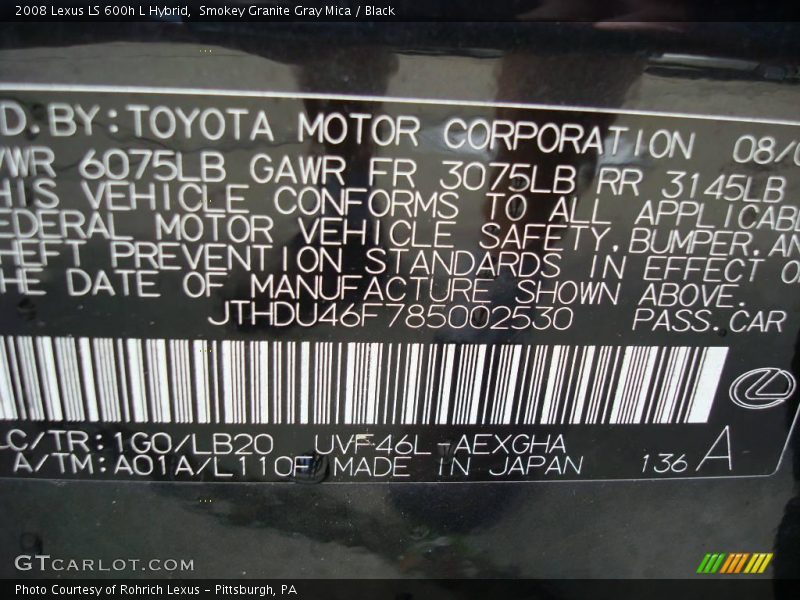 2008 Lexus LS 600h L Hybrid, Smokey Granite Gray Mica / Black
D. BY: TOYOTA MOTOR CORPORATION 08/0
VWR 6075LB GAWR FR 3075LB RR 3145LB
HIS VEHICLE CONFORMS TO ALL APPLICABL
EDERAL MOTOR VEHICLE SAFETY, BUMPER, AN
HEFT PREVENTION STANDARDS IN EFFECT O
HE DATE OF MANUFACTURE SHOWN ABOVE.
JTHDU46F785002530 PASS. CAR
C/TR: 1G0/LB20 UVF46L-AEXGHA
A/TM: A01A/L110F MADE IN JAPAN 136 A
GTCARLOT.COM
Photo Courtesy of Rohrich Lexus - Pittsburgh, PA